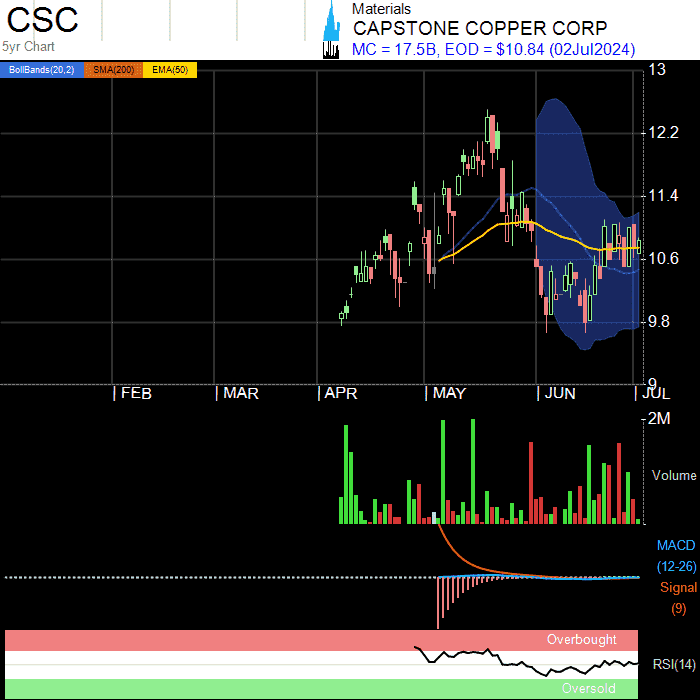 CSC
5yr Chart
Materials
CAPSTONE COPPER CORP
MC = 17.5B, EOD = $10.84 (02Jul2024)
BollBands(20,2) SMA(200) EMA(50)
13
12.2
11.4
10.6
9.8
9
FEB MAR APR MAY JUN JUL
2M
Volume
MACD
(12-26)
Signal
(9)
Overbought
RSI(14)
Oversold